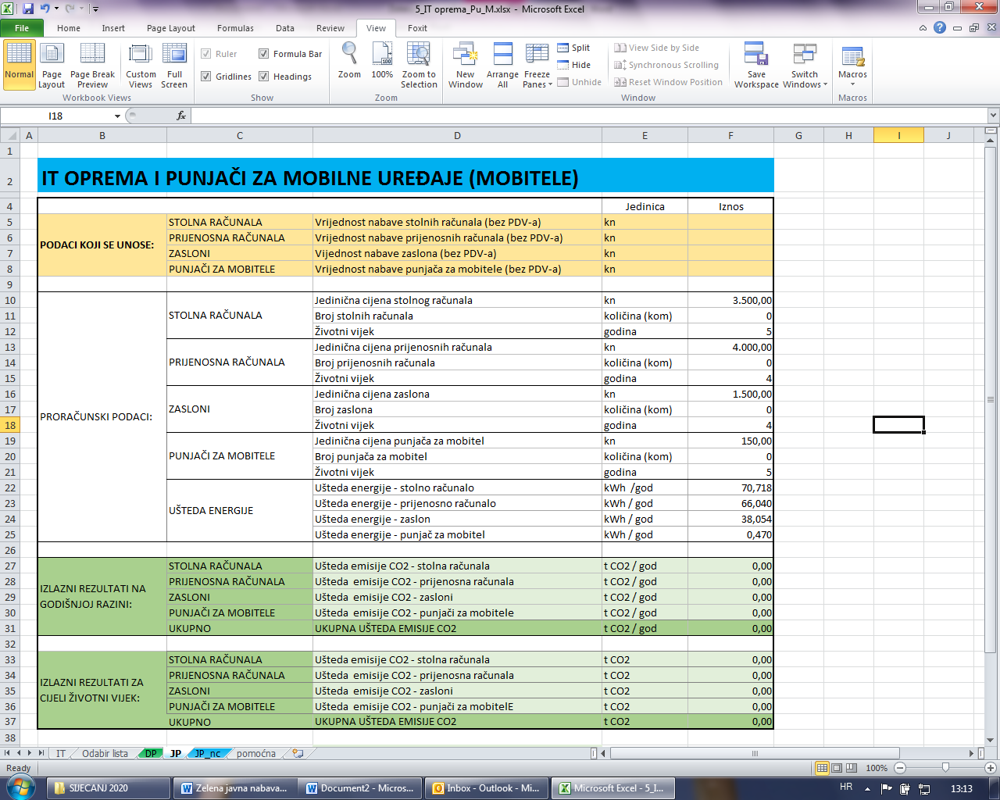 5_IT oprema_Pu_M.xlsx - Microsoft Excel
File Home Insert Page Layout Formulas Data Review View Foxit
Normal Page Layout Page Break Preview Custom Views Full Screen
Workbook Views
Ruler Formula Bar
Gridlines Headings
Show
Zoom 100% Zoom to Selection
Zoom
New Window Arrange All Freeze Panes
Split
Hide
Unhide
View Side by Side
Synchronous Scrolling
Reset Window Position
Save Workspace Switch Windows
Window
Macros
Macros
I18 fx
A B C D E F G H I J
1
2 IT OPREMA I PUNJAČI ZA MOBILNE UREĐAJE (MOBITELE)
4 Jedinica Iznos
5 STOLNA RAČUNALA Vrijednost nabave stolnih računala (bez PDV-a) kn
6 PRIJENOSNA RAČUNALA Vrijednost nabave prijenosnih računala (bez PDV-a) kn
PODACI KOJI SE UNOSE:
7 ZASLONI Vijednost nabave zaslona (bez PDV-a) kn
8 PUNJAČI ZA MOBITELE Vrijednost nabave punjača za mobitele (bez PDV-a) kn
9
10 Jedinična cijena stolnog računala kn 3.500,00
11 STOLNA RAČUNALA Broj stolnih računala količina (kom) 0
12 Životni vijek godina 5
13 Jedinična cijena prijenosnih računala kn 4.000,00
14 PRIJENOSNA RAČUNALA Broj prijenosnih računala količina (kom) 0
15 Životni vijek godina 4
16 Jedinična cijena zaslona kn 1.500,00
17 ZASLONI Broj zaslona količina (kom) 0
PRORAČUNSKI PODACI:
18 Životni vijek godina 4
19 Jedinična cijena punjača za mobitel kn 150,00
20 PUNJAČI ZA MOBITELE Broj punjača za mobitel količina (kom) 0
21 Životni vijek godina 5
22 Ušteda energije - stolno računalo kWh /god 70,718
23 Ušteda energije - prijenosno računalo kWh / god 66,040
UŠTEDA ENERGIJE
24 Ušteda energije - zaslon kWh / god 38,054
25 Ušteda energije - punjač za mobitel kWh / god 0,470
26
27 STOLNA RAČUNALA Ušteda emisije CO2 - stolna računala t CO2 / god 0,00
28 PRIJENOSNA RAČUNALA Ušteda emisije CO2 - prijenosna računala t CO2 / god 0,00
IZLAZNI REZULTATI NA
29 ZASLONI Ušteda emisije CO2 - zasloni t CO2 / god 0,00
GODIŠNJOJ RAZINI:
30 PUNJAČI ZA MOBITELE Ušteda emisije CO2 - punjači za mobitele t CO2 / god 0,00
31 UKUPNO UKUPNA UŠTEDA EMISIJE CO2 t CO2 / god 0,00
32
33 STOLNA RAČUNALA Ušteda emisije CO2 - stolna računala t CO2 0,00
34 PRIJENOSNA RAČUNALA Ušteda emisije CO2 - prijenosna računala t CO2 0,00
IZLAZNI REZULTATI ZA
35 ZASLONI Ušteda emisije CO2 - zasloni t CO2 0,00
CIJELI ŽIVOTNI VIJEK:
36 PUNJAČI ZA MOBITELE Ušteda emisije CO2 - punjači za mobitelE t CO2 0,00
37 UKUPNO UKUPNA UŠTEDA EMISIJE CO2 t CO2 0,00
38
IT Odabir lista DP JP JP_nc pomoćna
Ready 100%
SIJECANJ 2020 Zelena javna nabava... Document2 - Micros... Inbox - Outlook - Mi... Microsoft Excel - 5_I... HR 13:13